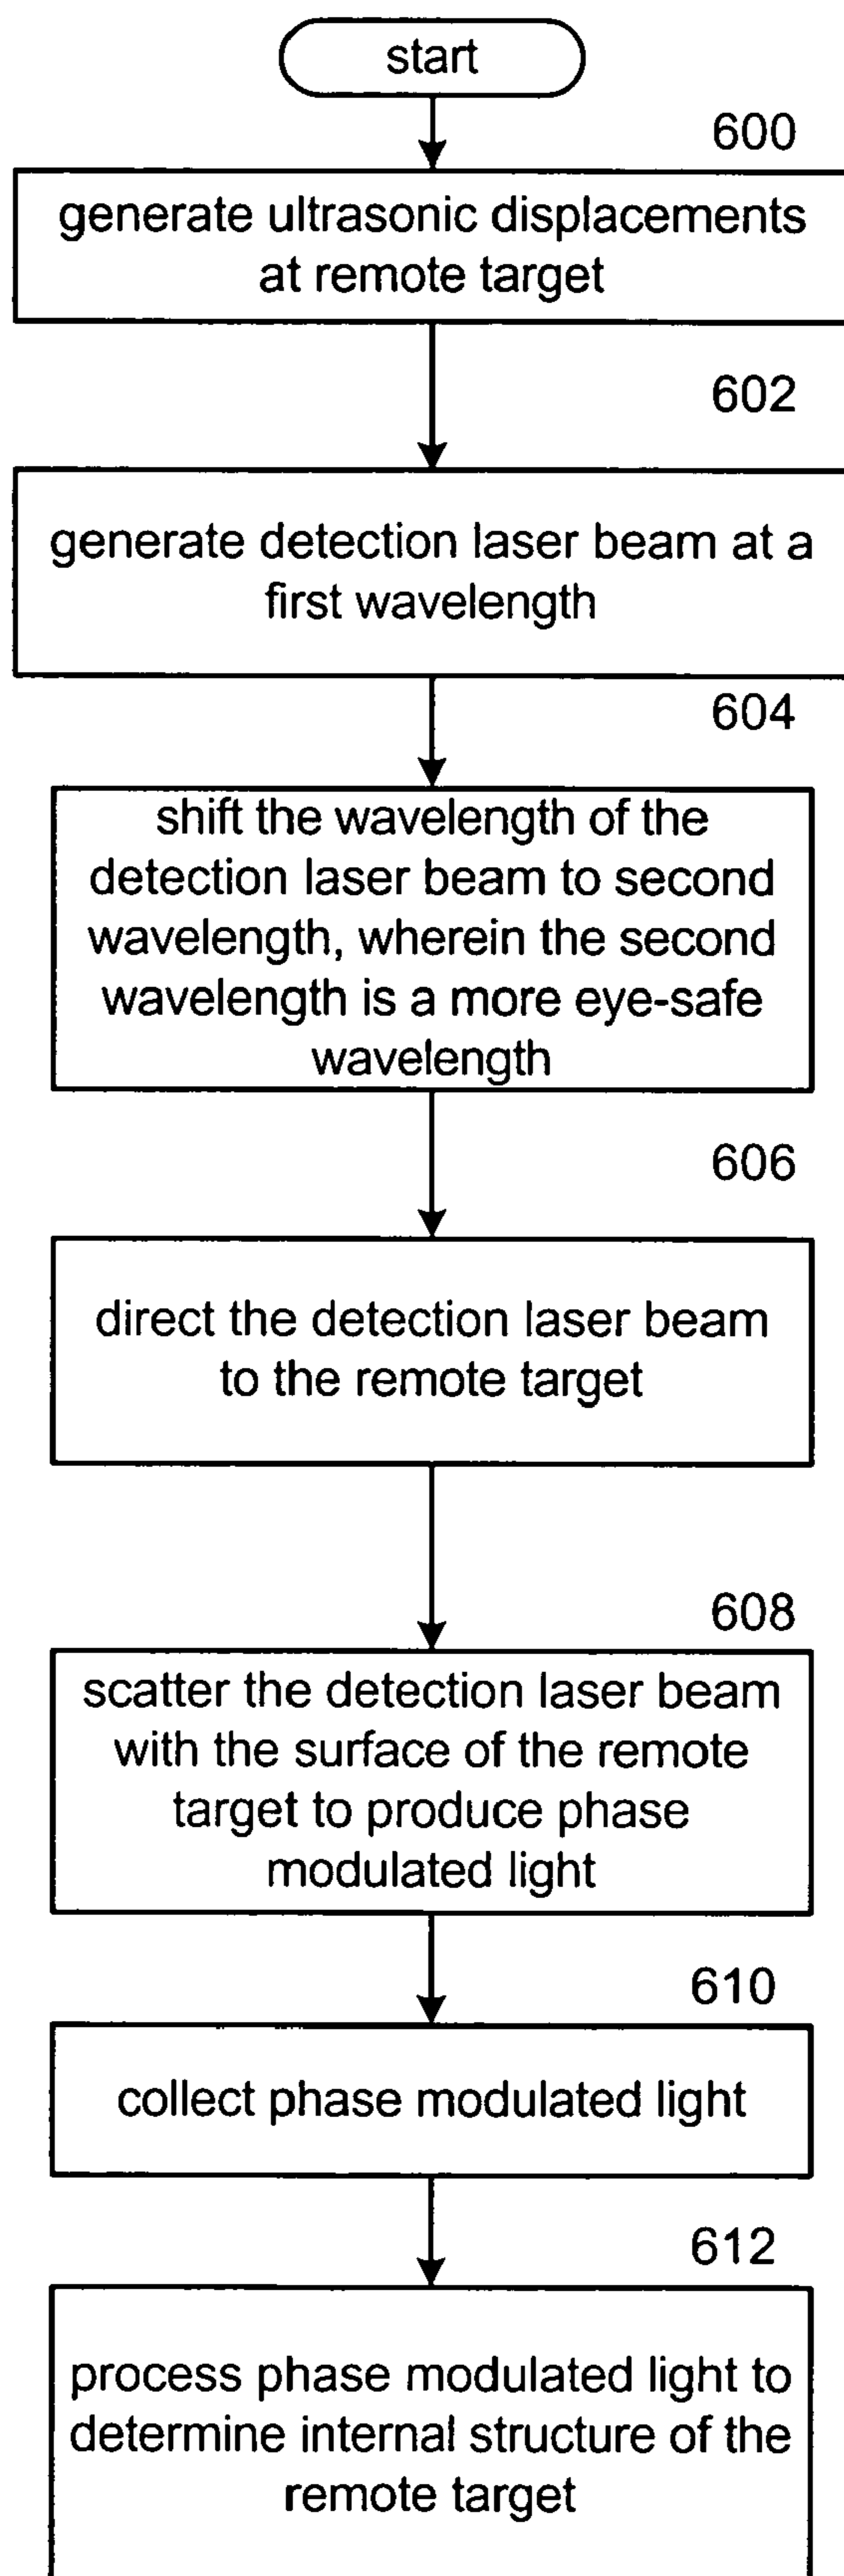 start
600
generate ultrasonic displacements
at remote target
602
generate detection laser beam at a
first wavelength
604
shift the wavelength of the
detection laser beam to second
wavelength, wherein the second
wavelength is a more eye-safe
wavelength
606
direct the detection laser beam
to the remote target
608
scatter the detection laser beam
with the surface of the remote
target to produce phase
modulated light
610
collect phase modulated light
612
process phase modulated light to
determine internal structure of the
remote target